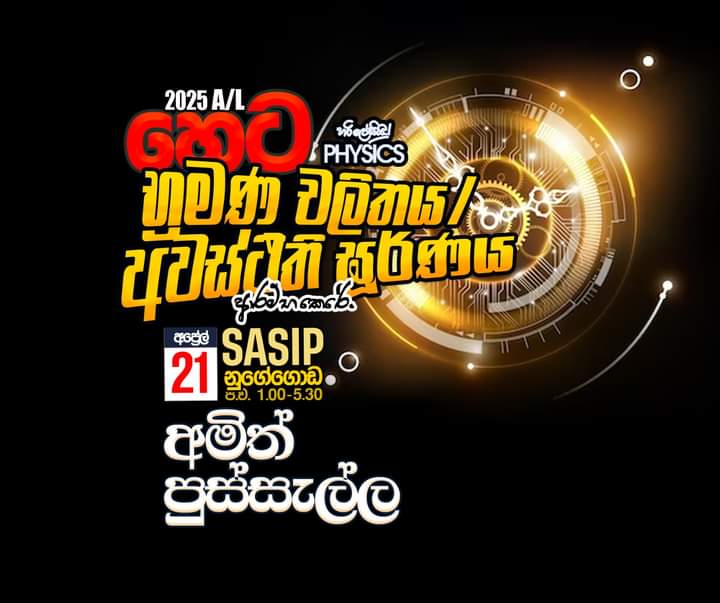 2025 A/L
හෙට
PHYSICS
භ්‍රමණ චලිතය/
අවස්ථිති ඝූර්ණය
ආරම්භ කෙරේ.
අප්‍රේල්
21
SASIP
නුගේගොඩ
ප.ව. 1.00-5.30
අමිත්
පුස්සැල්ල